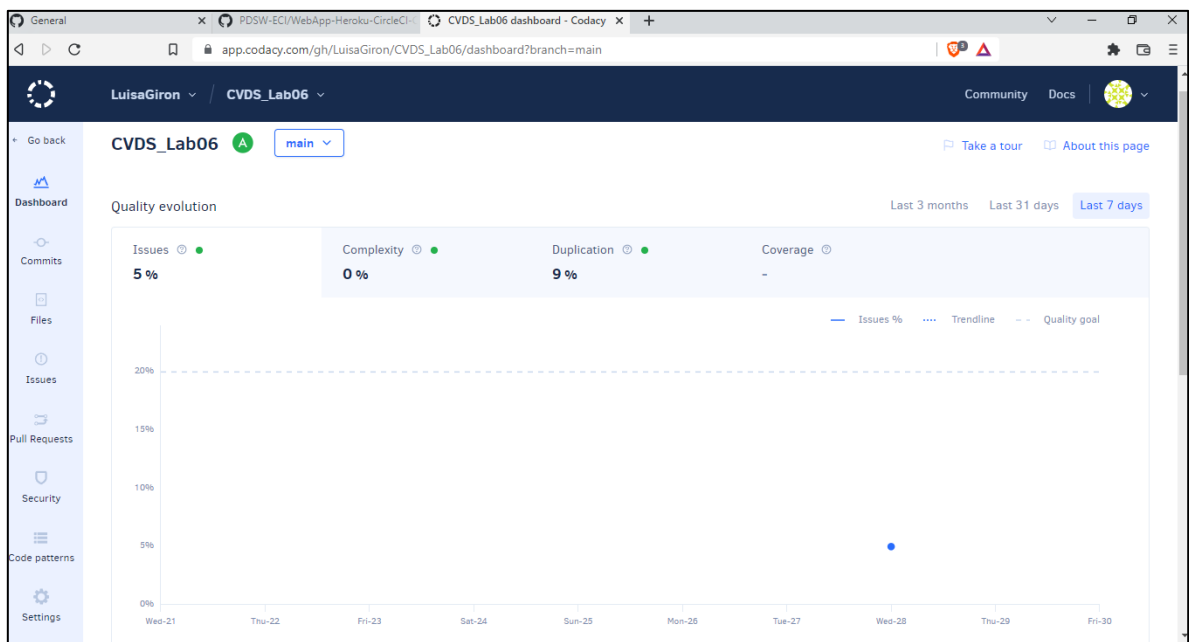 General
PDSW-ECI/WebApp-Heroku-CircleCI-C
CVDS_Lab06 dashboard - Codacy
app.codacy.com/gh/LuisaGiron/CVDS_Lab06/dashboard?branch=main
3
LuisaGiron / CVDS_Lab06
Community Docs
Go back
CVDS_Lab06 A main
Take a tour About this page
Dashboard
Quality evolution
Last 3 months Last 31 days Last 7 days
Commits
Files
Issues
Pull Requests
Security
Code patterns
Settings
Issues
5 %
Complexity
0 %
Duplication
9 %
Coverage
-
Issues % Trendline Quality goal
20%
15%
10%
5%
0%
Wed-21 Thu-22 Fri-23 Sat-24 Sun-25 Mon-26 Tue-27 Wed-28 Thu-29 Fri-30